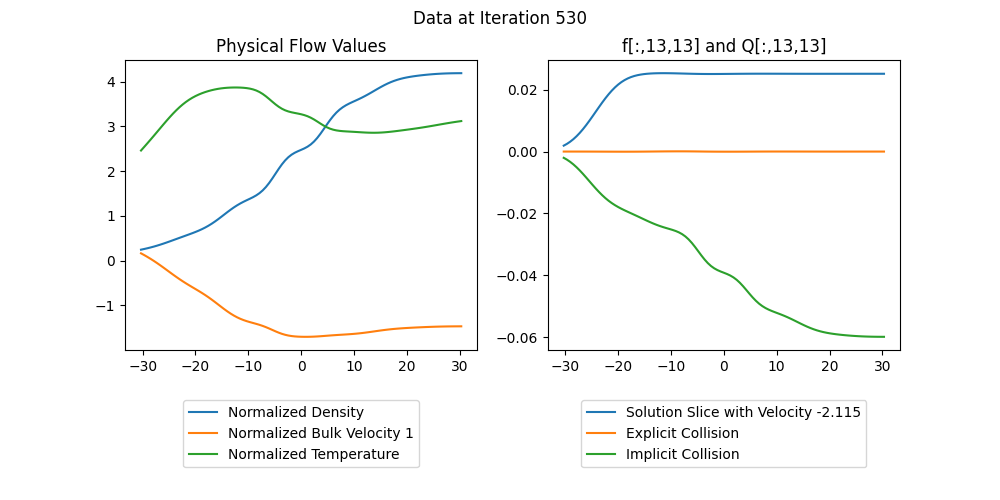 Data at Iteration 530
Physical Flow Values
4
3
2
1
0
−1
−30
−20
−10
0
10
20
30
Normalized Density
Normalized Bulk Velocity 1
Normalized Temperature
f[:,13,13] and Q[:,13,13]
0.02
0.00
−0.02
−0.04
−0.06
−30
−20
−10
0
10
20
30
Solution Slice with Velocity -2.115
Explicit Collision
Implicit Collision